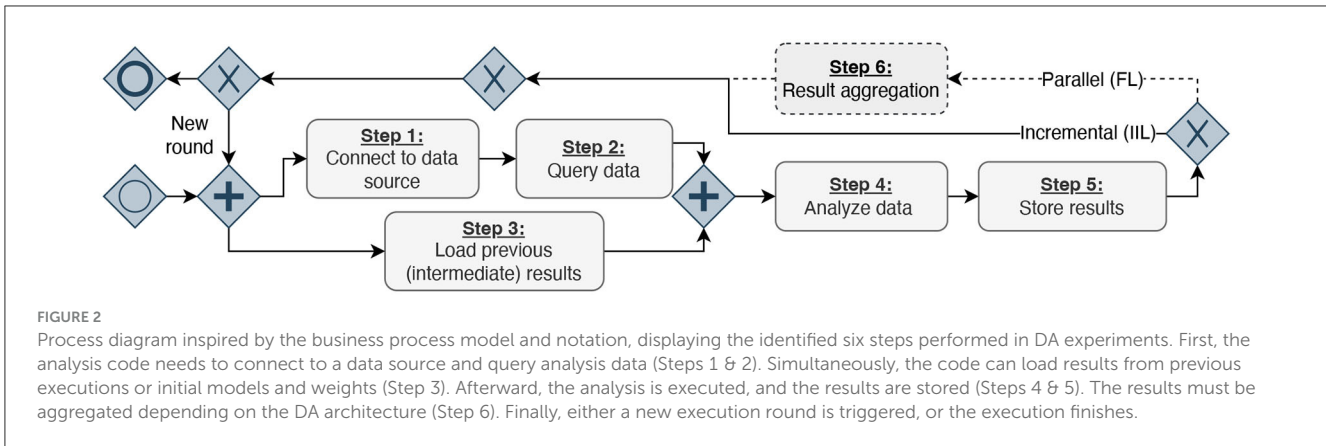 Step 6:
Result aggregation
Parallel (FL)
New
round
Incremental (IIL)
Step 1:
Connect to data
source
Step 2:
Query data
Step 4:
Analyze data
Step 5:
Store results
Step 3:
Load previous
(intermediate) results
FIGURE 2
Process diagram inspired by the business process model and notation, displaying the identified six steps performed in DA experiments. First, the
analysis code needs to connect to a data source and query analysis data (Steps 1 & 2). Simultaneously, the code can load results from previous
executions or initial models and weights (Step 3). Afterward, the analysis is executed, and the results are stored (Steps 4 & 5). The results must be
aggregated depending on the DA architecture (Step 6). Finally, either a new execution round is triggered, or the execution finishes.